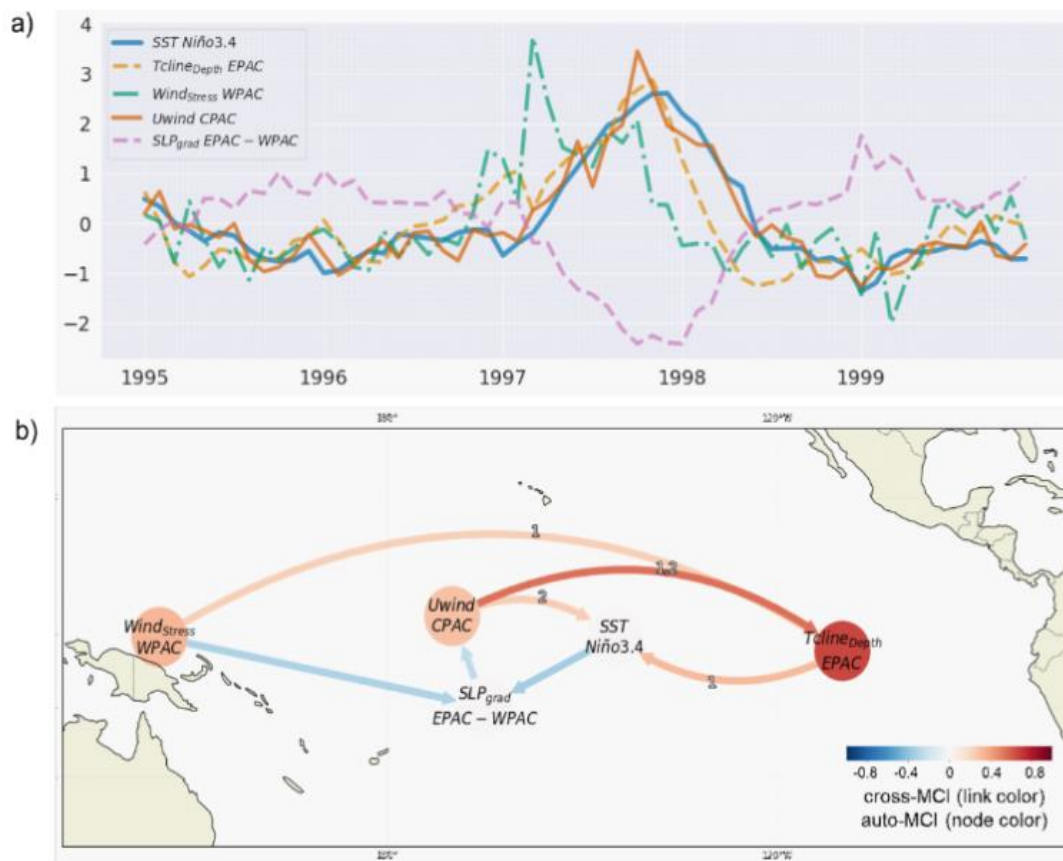 a)
4
3
2
1
0
−1
−2
SST Niño3.4
Tcline_Depth EPAC
Wind_Stress WPAC
Uwind CPAC
SLP_grad EPAC − WPAC
1995
1996
1997
1998
1999
b)
180°
120°W
1
1,2
2
Wind_Stress
WPAC
Uwind
CPAC
SST
Niño3.4
Tcline_Depth
EPAC
SLP_grad
EPAC − WPAC
-0.8 -0.4 0 0.4 0.8
cross-MCI (link color)
auto-MCI (node color)
180°
120°W